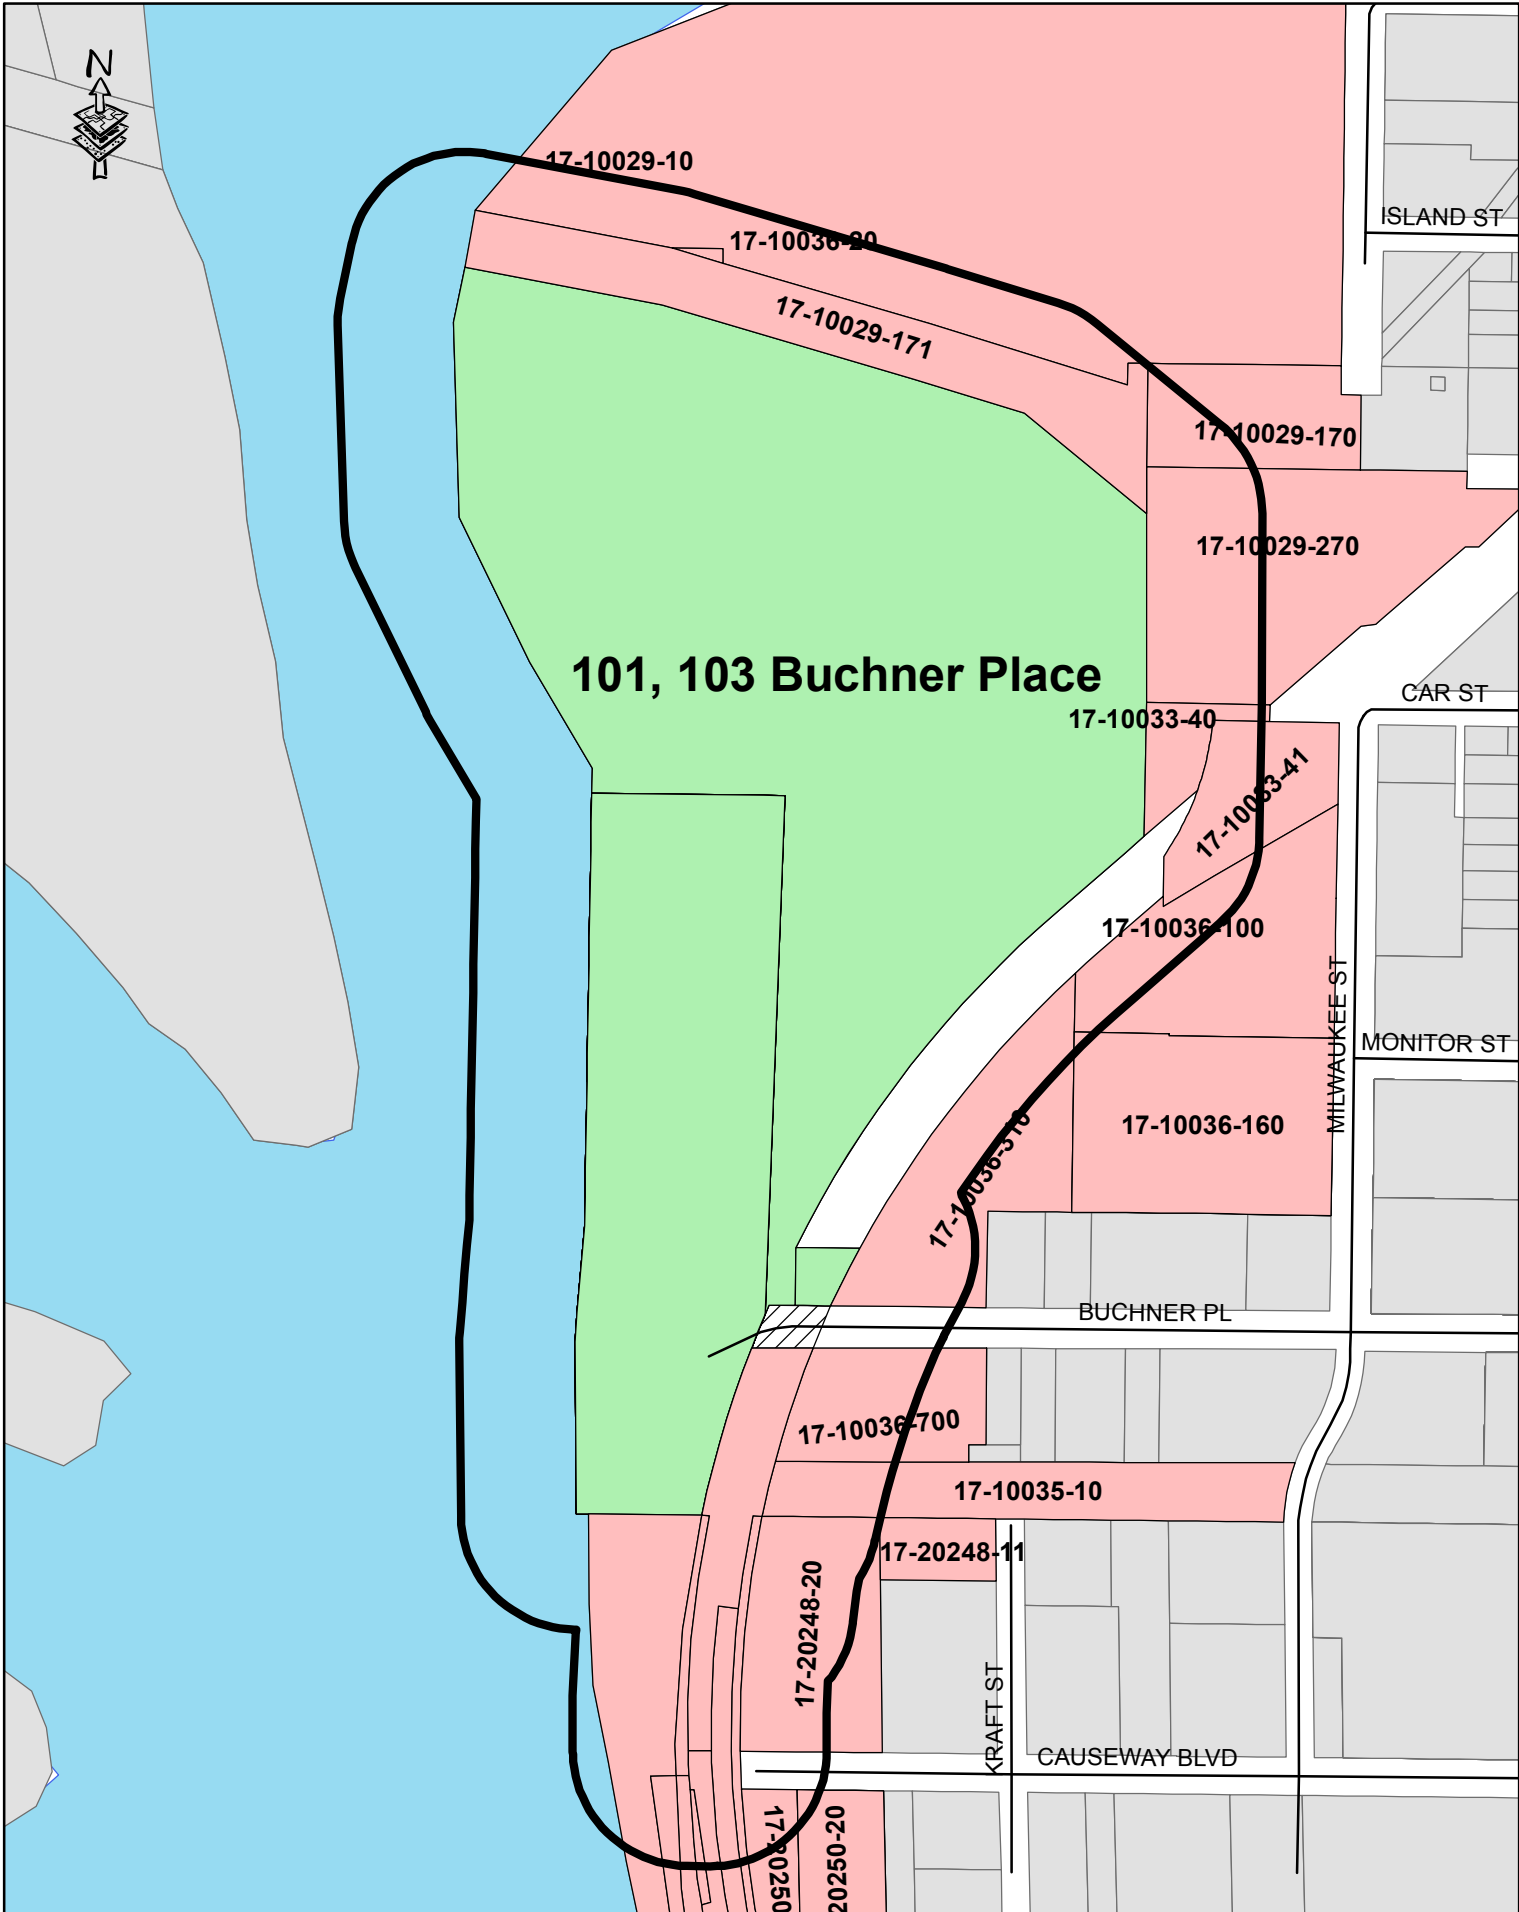 N
17-10029-10
ISLAND ST
17-10036-20
17-10029-171
17-10029-170
17-10029-270
101, 103 Buchner Place
CAR ST
17-10033-40
17-10033-41
17-10036-100
MILWAUKEE ST
MONITOR ST
17-10036-160
17-10036-310
BUCHNER PL
17-10036-700
17-10035-10
17-20248-11
17-20248-20
KRAFT ST
CAUSEWAY BLVD
17-20250
20250-20